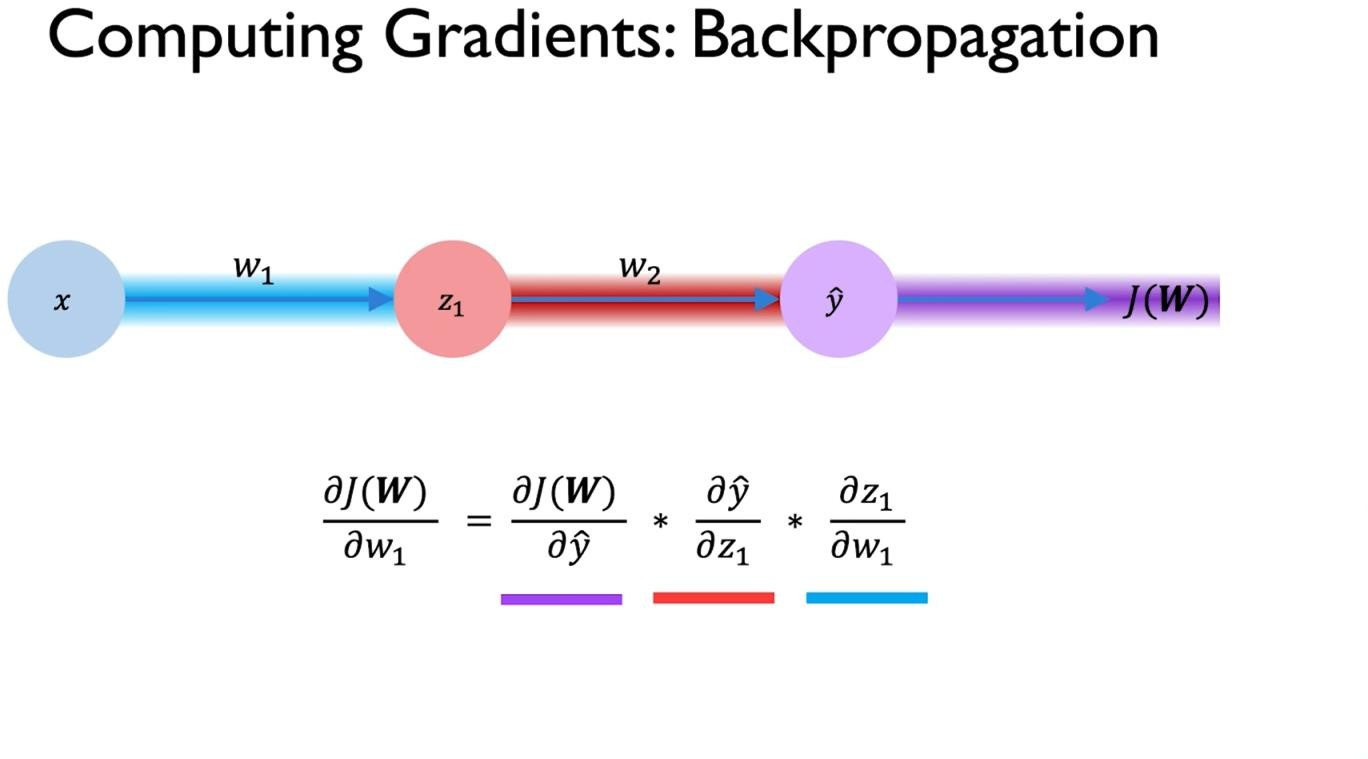 Computing Gradients: Backpropagation
w₁ w₂
x z₁ ŷ J(W)
∂J(W)/∂w₁ = ∂J(W)/∂ŷ * ∂ŷ/∂z₁ * ∂z₁/∂w₁